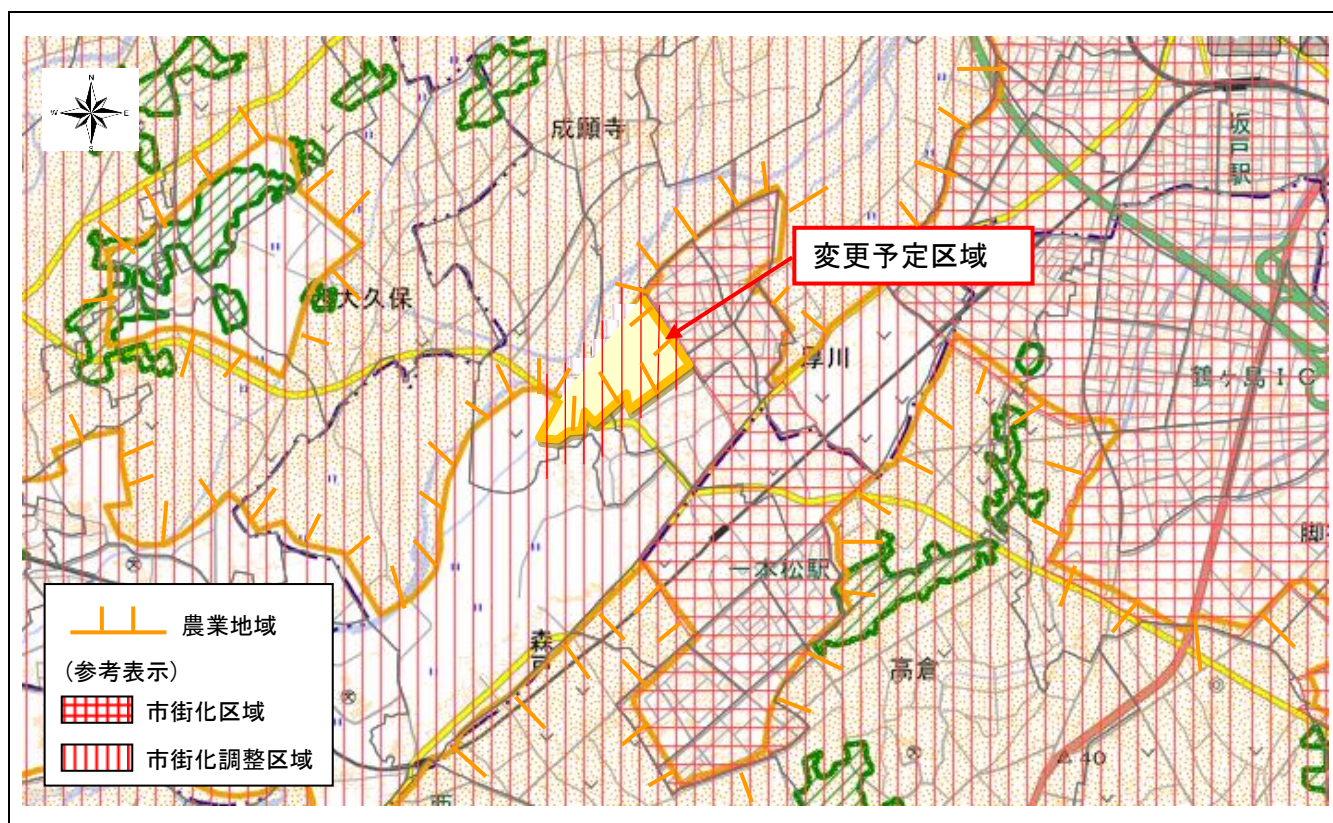 N
W
E
S
成願寺
坂戸駅
変更予定区域
大久保
厚川
鶴ヶ島ＩＣ
脚
一本松駅
農業地域
森戸
(参考表示)
高倉
市街化区域
市街化調整区域
西
40